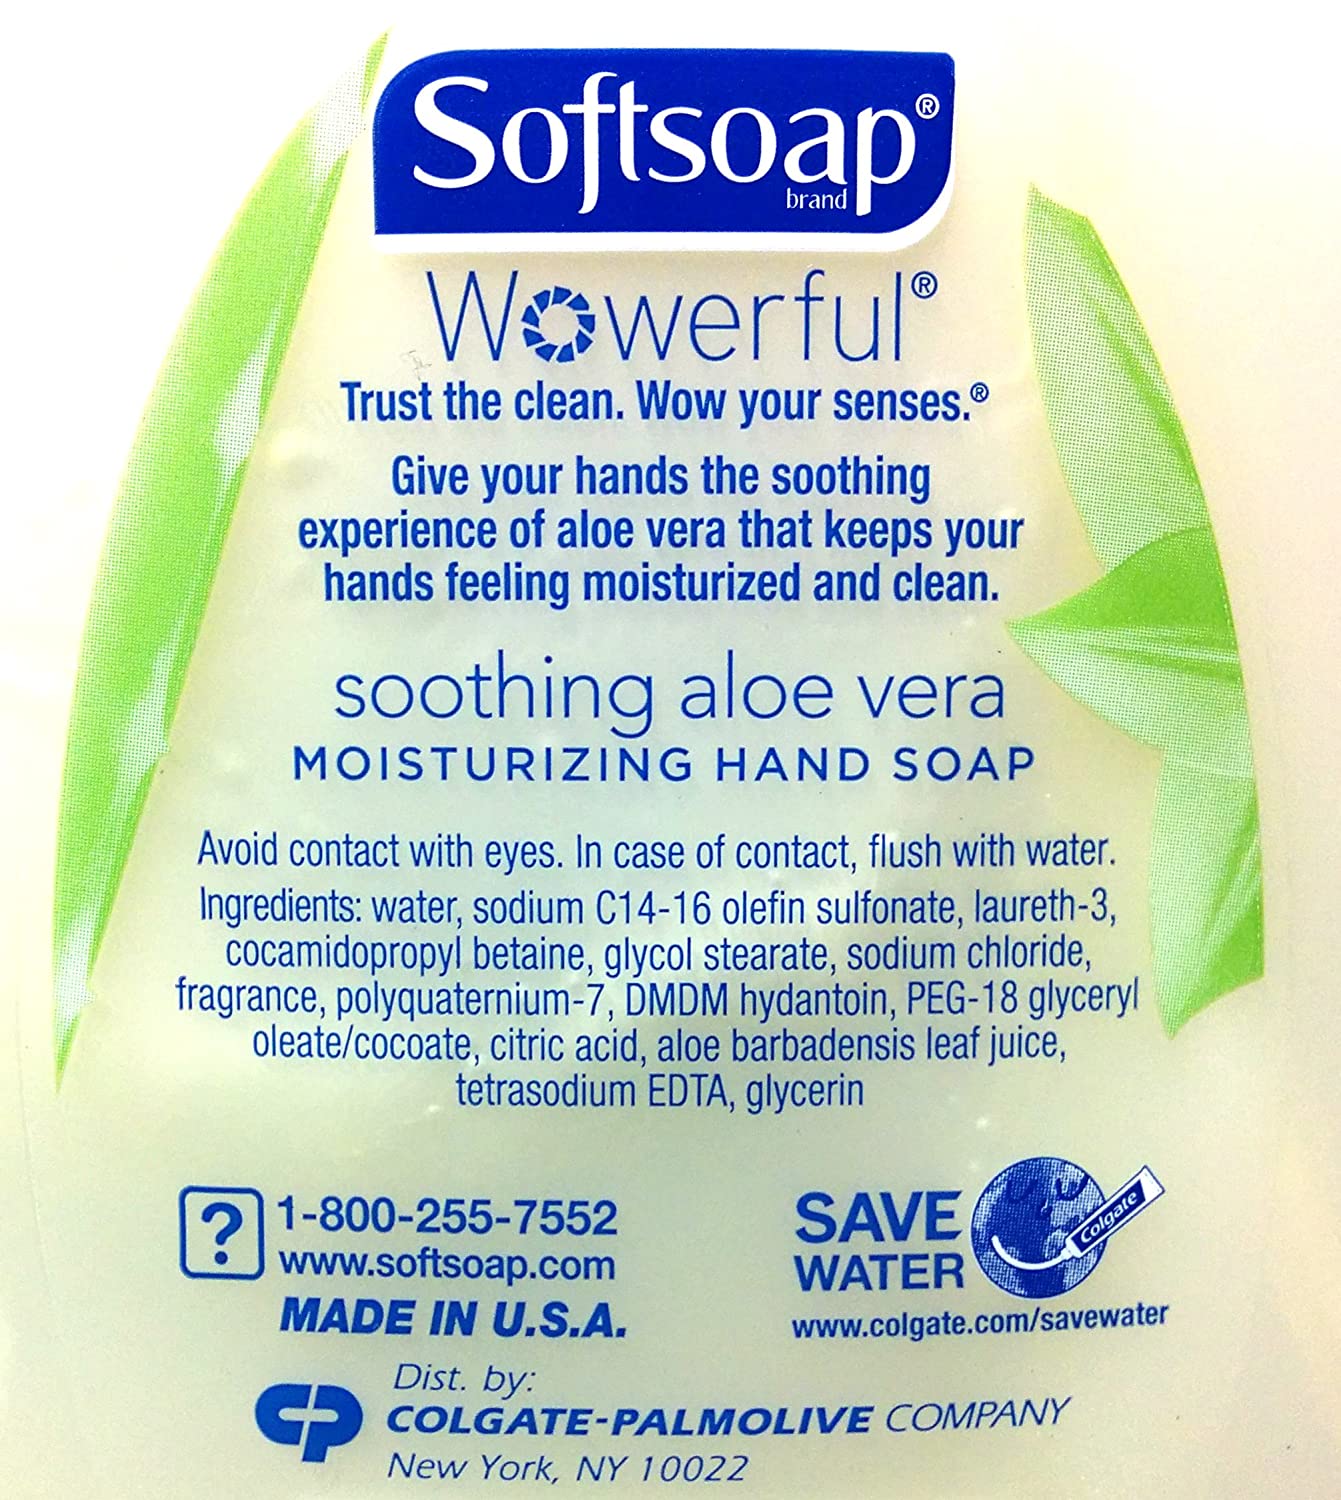 Softsoap®
brand
Wowerful®
Trust the clean. Wow your senses.®
Give your hands the soothing
experience of aloe vera that keeps your
hands feeling moisturized and clean.
soothing aloe vera
MOISTURIZING HAND SOAP
Avoid contact with eyes. In case of contact, flush with water.
Ingredients: water, sodium C14-16 olefin sulfonate, laureth-3,
cocamidopropyl betaine, glycol stearate, sodium chloride,
fragrance, polyquaternium-7, DMDM hydantoin, PEG-18 glyceryl
oleate/cocoate, citric acid, aloe barbadensis leaf juice,
tetrasodium EDTA, glycerin
? 1-800-255-7552
www.softsoap.com
MADE IN U.S.A.
SAVE
WATER
Colgate
www.colgate.com/savewater
Dist. by:
CP COLGATE-PALMOLIVE COMPANY
New York, NY 10022